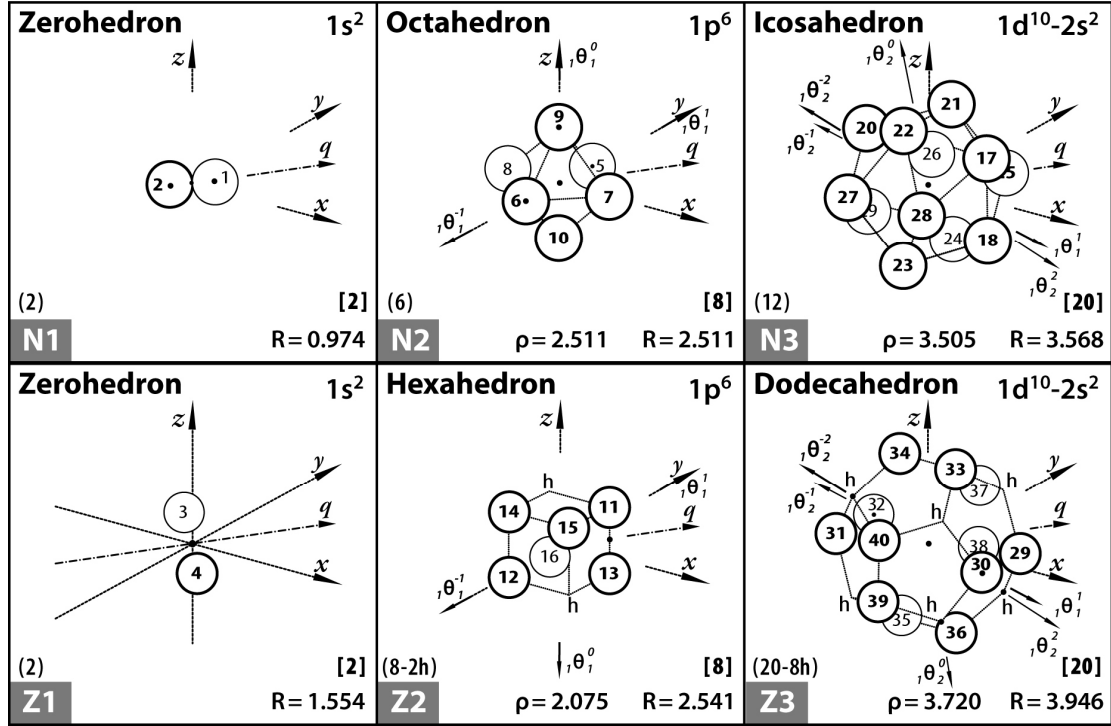 Zerohedron 1s²
z
y
q
x
2 1
(2) [2]
N1 R = 0.974
Octahedron 1p⁶
z ₁θ₁⁰
y
₁θ₁¹
q
x
₁θ₁⁻¹
9
8 5
6 7
10
(6) [8]
N2 ρ = 2.511 R = 2.511
Icosahedron 1d¹⁰-2s²
₁θ₂⁰ z
₁θ₂⁻²
₁θ₂⁻¹
y
q
x
₁θ₁¹
₁θ₂²
21
20 22
26 17
27 28
24 18
23
(12) [20]
N3 ρ = 3.505 R = 3.568
Zerohedron 1s²
z
y
q
x
3
4
(2) [2]
Z1 R = 1.554
Hexahedron 1p⁶
z
y
₁θ₁¹
q
x
₁θ₁⁻¹
₁θ₁⁰
h
14 11
15
16
12 13
h
(8-2h) [8]
Z2 ρ = 2.075 R = 2.541
Dodecahedron 1d¹⁰-2s²
z
₁θ₂⁻²
₁θ₂⁻¹
y
q
x
₁θ₁¹
₁θ₂²
₁θ₂⁰
34 33
h h
37
32 h
31 40 38 29
30
h 39 h h
35 36
(20-8h) [20]
Z3 ρ = 3.720 R = 3.946